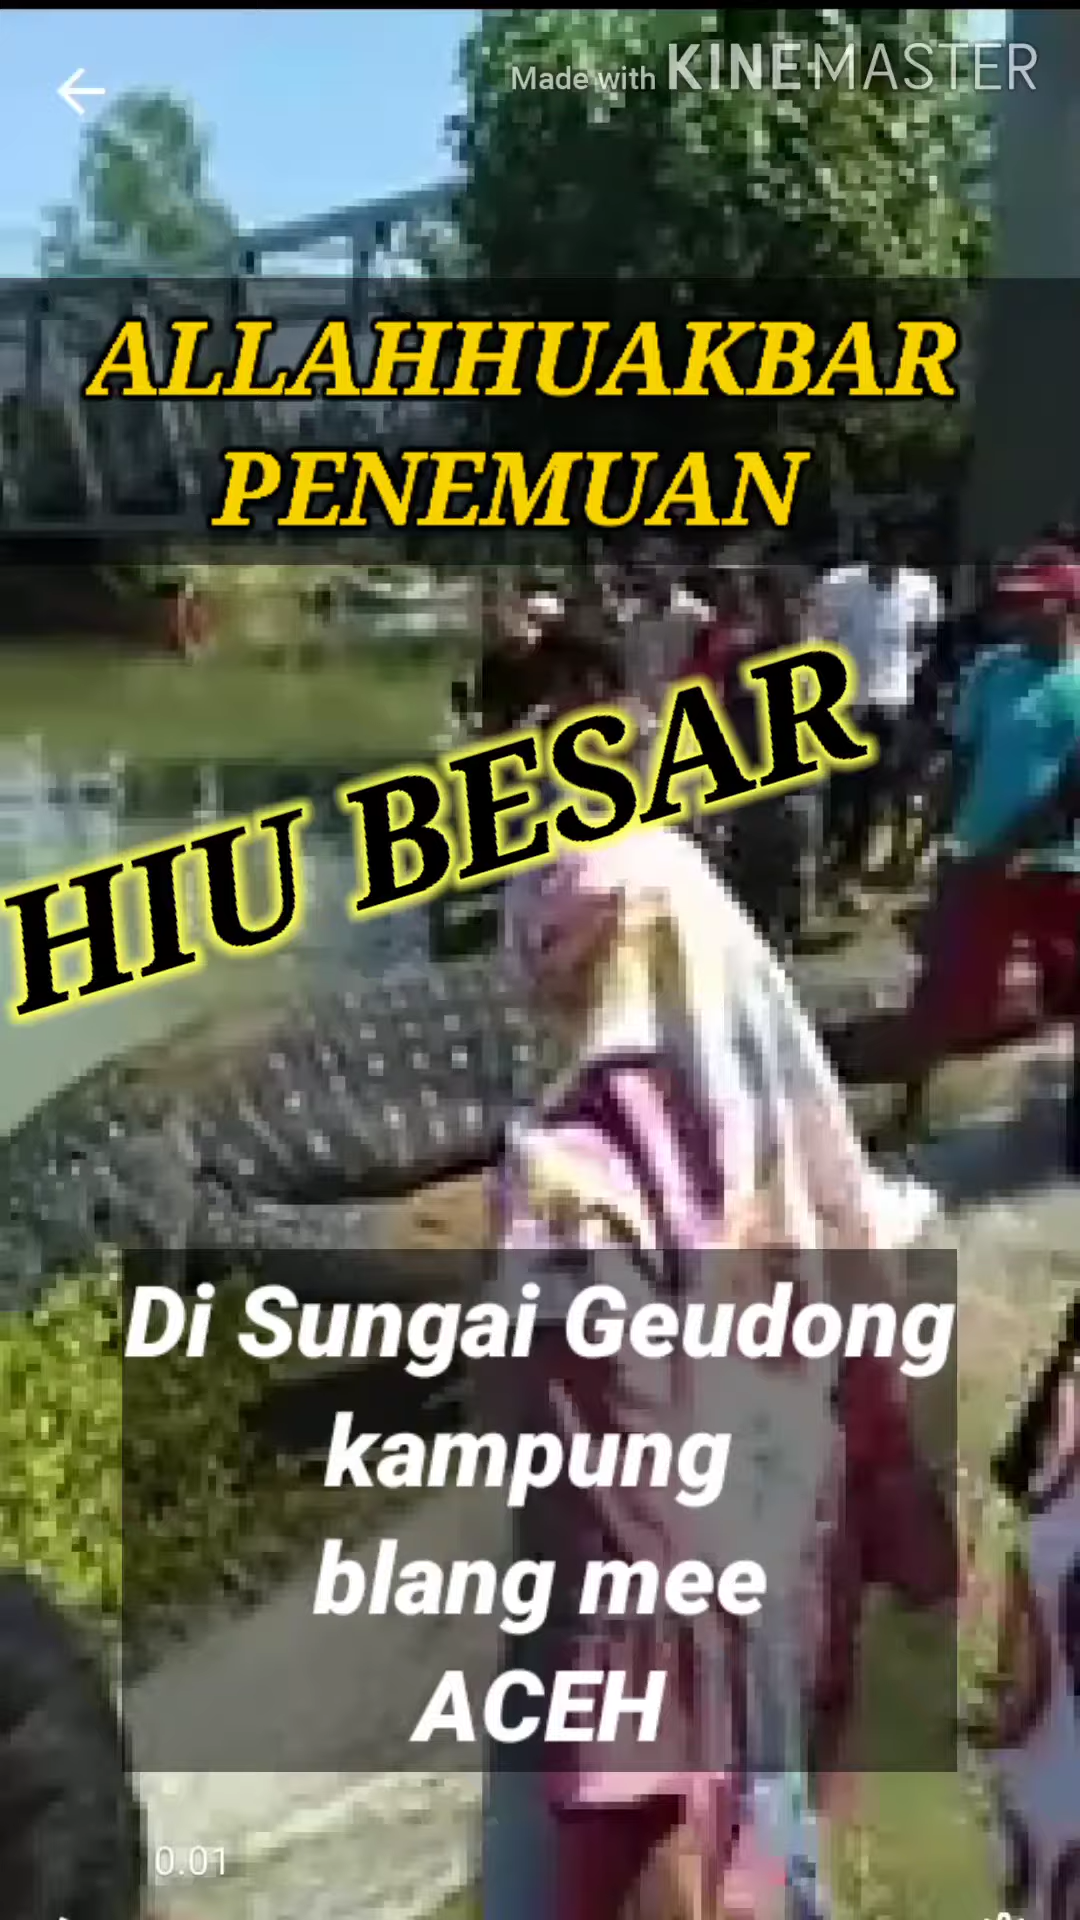 Made with KINEMASTER
ALLAHHUAKBAR
PENEMUAN
HIU BESAR
Di Sungai Geudong
kampung
blang mee
ACEH
0.01